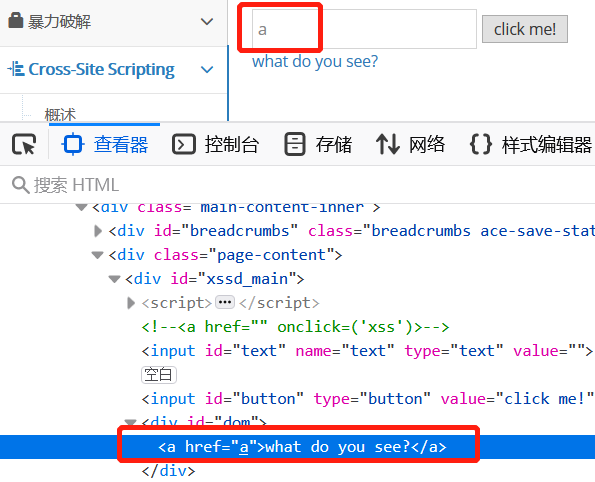 暴力破解
a
click me!
Cross-Site Scripting
what do you see?
概述
查看器 控制台 存储 网络 {} 样式编辑器
搜索 HTML
<div class="main-content-inner">
<div id="breadcrumbs" class="breadcrumbs ace-save-stat
<div class="page-content">
<div id="xssd_main">
<script>•••</script>
<!--<a href="" onclick=('xss')>-->
<input id="text" name="text" type="text" value="">
空白
<input id="button" type="button" value="click me!"
<div id="dom">
<a href="a">what do you see?</a>
</div>